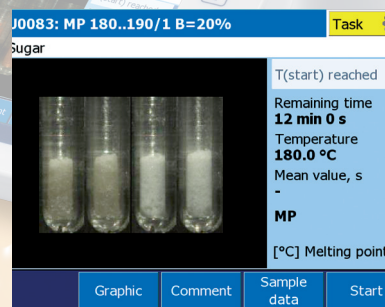 J0083: MP 180..190/1 B=20%
Task
Sugar
T(start) reached
Remaining time
12 min 0 s
Temperature
180.0 °C
Mean value, s
-
MP
[°C] Melting point
Graphic
Comment
Sample
data
Start